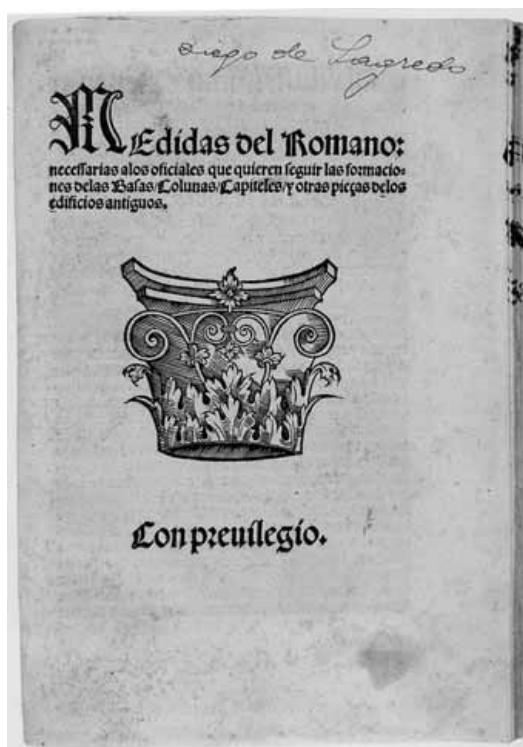 Diego de Sagredo
MEdidas del Romano:
necessarias alos oficiales que quieren seguir las formacio-
nes delas Basas/Colunas/Capiteles/y otras pieças delos
edificios antiguos.
Con preuilegio.